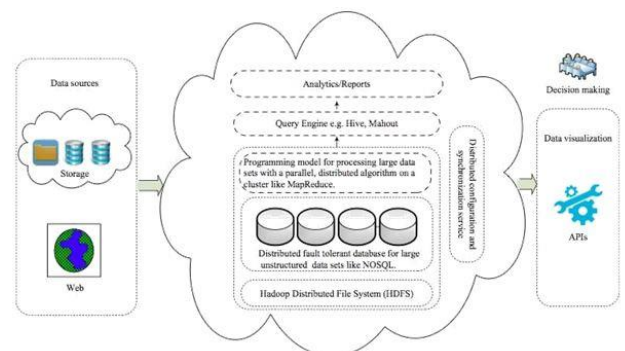 Data sources
Storage
Web
Analytics/Reports
Query Engine e.g. Hive, Mahout
Programming model for processing large data
sets with a parallel, distributed algorithm on a
cluster like MapReduce.
Distributed fault tolerant database for large
unstructured data sets like NOSQL.
Hadoop Distributed File System (HDFS)
Distributed configuration and
synchronization service
Decision making
Data visualization
APIs